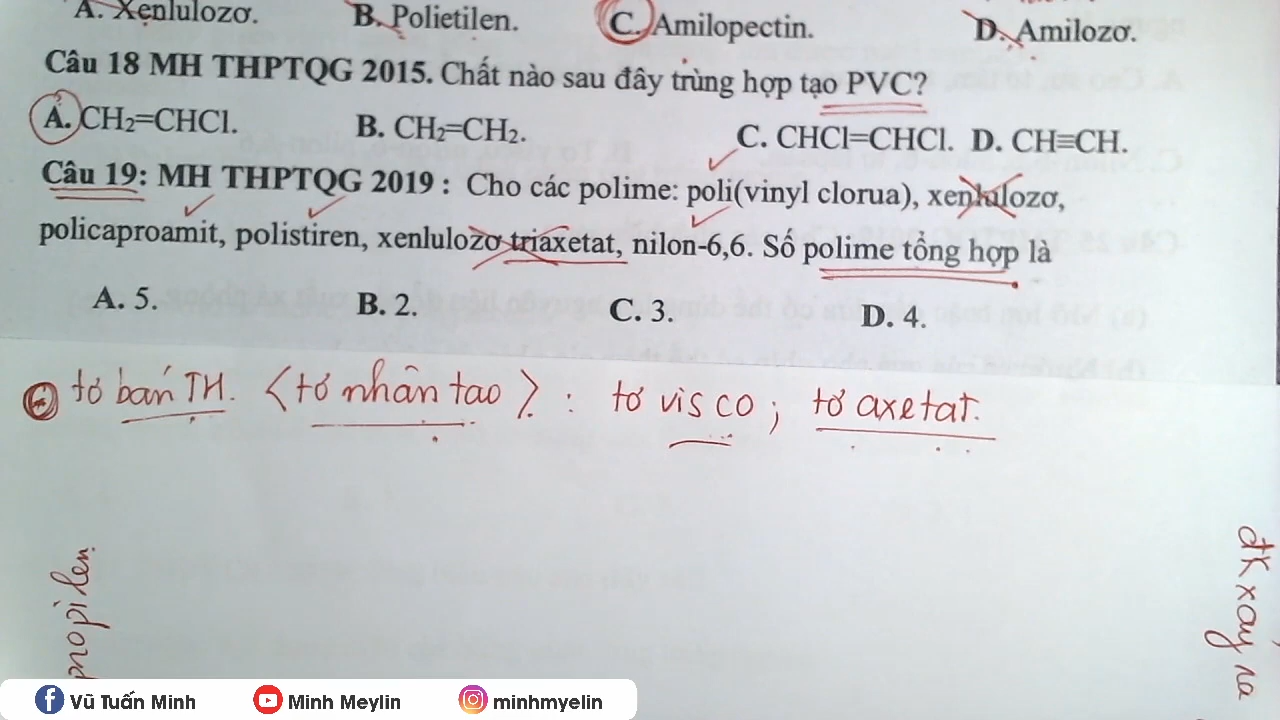 A. Xenlulozơ. B. Polietilen. C. Amilopectin. D. Amilozơ.
Câu 18 MH THPTQG 2015. Chất nào sau đây trùng hợp tạo PVC?
A. CH₂=CHCl. B. CH₂=CH₂. C. CHCl=CHCl. D. CH≡CH.
Câu 19: MH THPTQG 2019 : Cho các polime: poli(vinyl clorua), xenlulozơ,
policaproamit, polistiren, xenlulozơ triaxetat, nilon-6,6. Số polime tổng hợp là
A. 5. B. 2. C. 3. D. 4.
tơ bán TH. <tơ nhân tạo> : tơ visco ; tơ axetat.
đk xảy ra
Vũ Tuấn Minh Minh Meylin minhmyelin